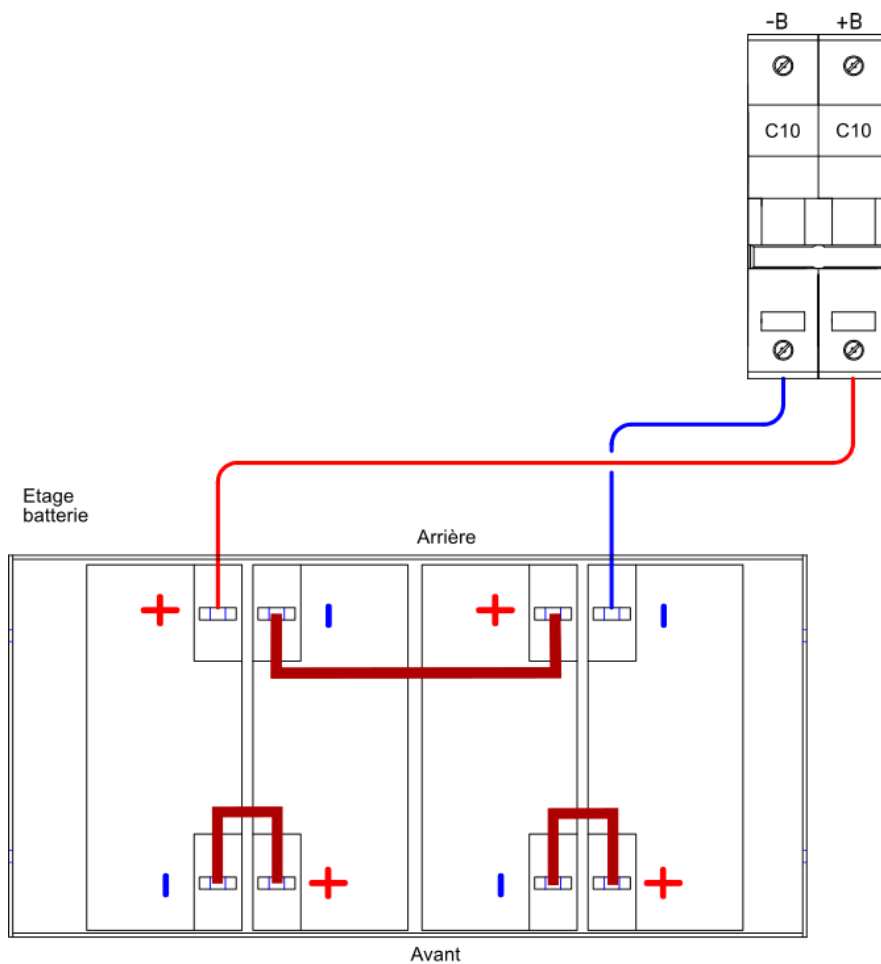 -B +B
C10 C10
Etage
batterie
Arrière
+ - + -
- + - +
Avant